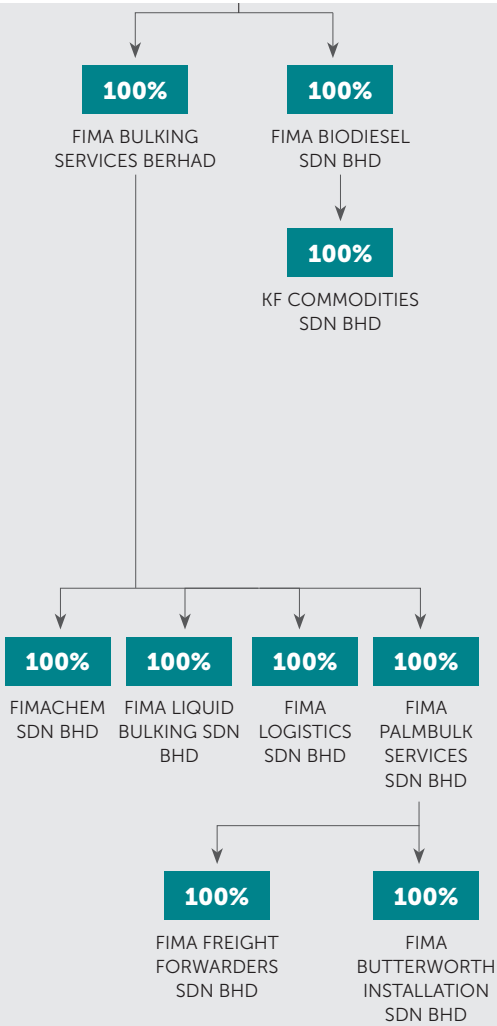 100%
FIMA BULKING
SERVICES BERHAD
100%
FIMA BIODIESEL
SDN BHD
100%
KF COMMODITIES
SDN BHD
100%
FIMACHEM
SDN BHD
100%
FIMA LIQUID
BULKING SDN
BHD
100%
FIMA
LOGISTICS
SDN BHD
100%
FIMA
PALMBULK
SERVICES
SDN BHD
100%
FIMA FREIGHT
FORWARDERS
SDN BHD
100%
FIMA
BUTTERWORTH
INSTALLATION
SDN BHD